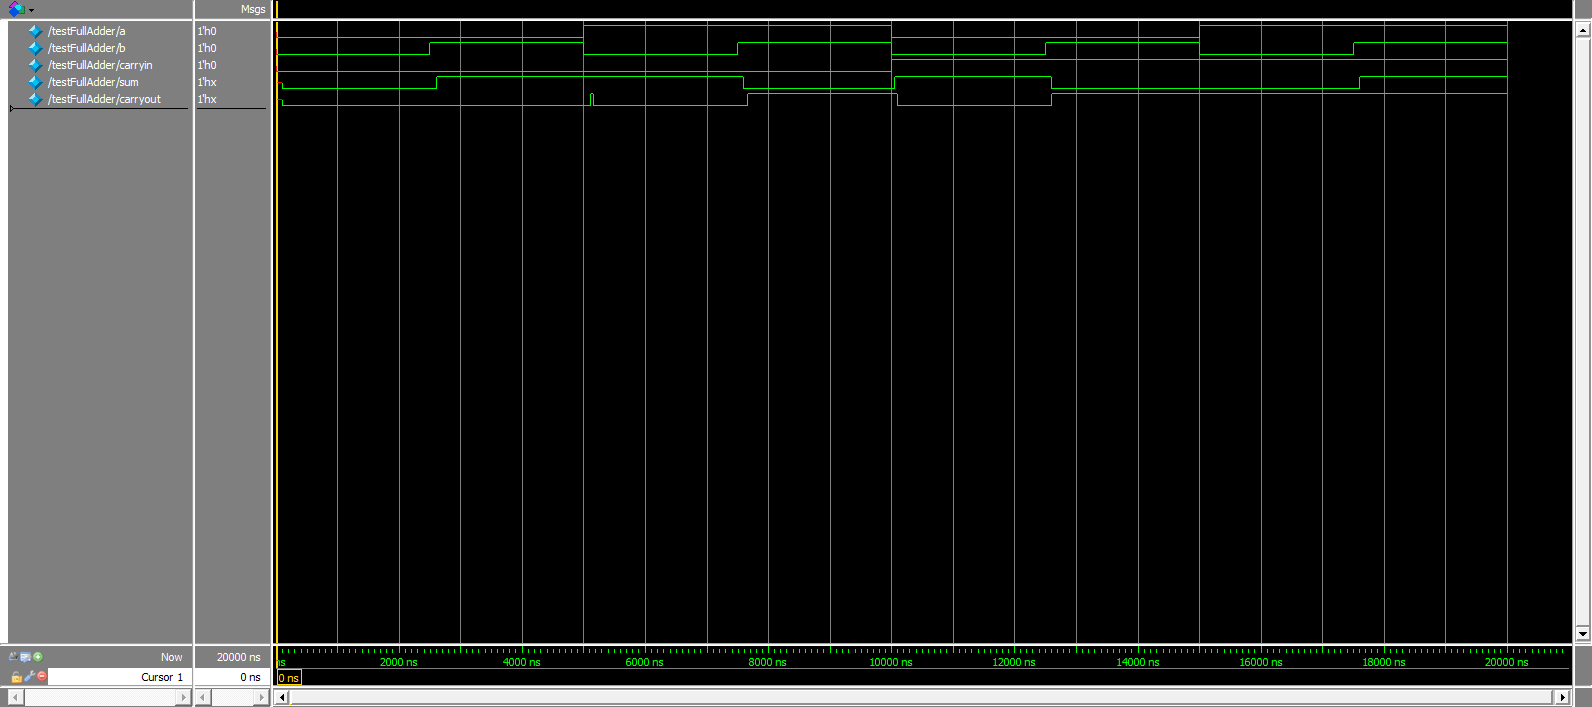 Msgs
/testFullAdder/a 1'h0
/testFullAdder/b 1'h0
/testFullAdder/carryin 1'h0
/testFullAdder/sum 1'hx
/testFullAdder/carryout 1'hx
Now 20000 ns
ns 2000 ns 4000 ns 6000 ns 8000 ns 10000 ns 12000 ns 14000 ns 16000 ns 18000 ns 20000 ns
Cursor 1 0 ns
0 ns